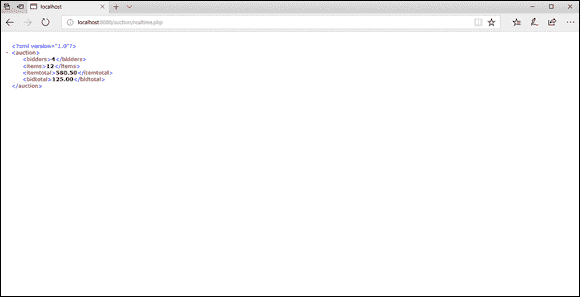 localhost
localhost:8080/auction/realtime.php
<?xml version="1.0"?>
- <auction>
<bidders>4</bidders>
<items>12</items>
<itemtotal>580.50</itemtotal>
<bidtotal>125.00</bidtotal>
</auction>